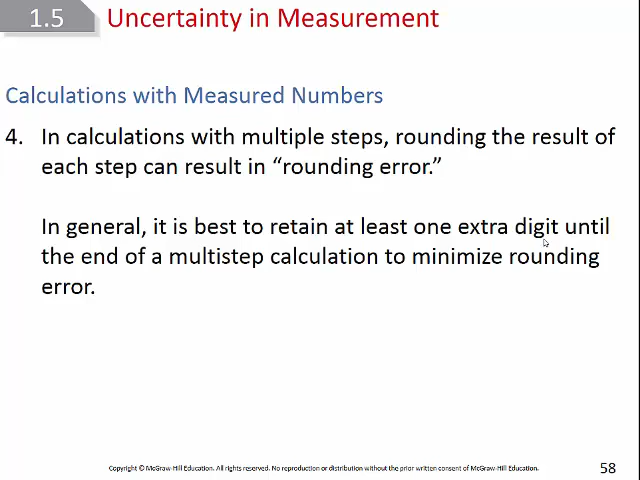 1.5 Uncertainty in Measurement
Calculations with Measured Numbers
4. In calculations with multiple steps, rounding the result of
each step can result in “rounding error.”
In general, it is best to retain at least one extra digit until
the end of a multistep calculation to minimize rounding
error.
Copyright © McGraw-Hill Education. All rights reserved. No reproduction or distribution without the prior written consent of McGraw-Hill Education.
58